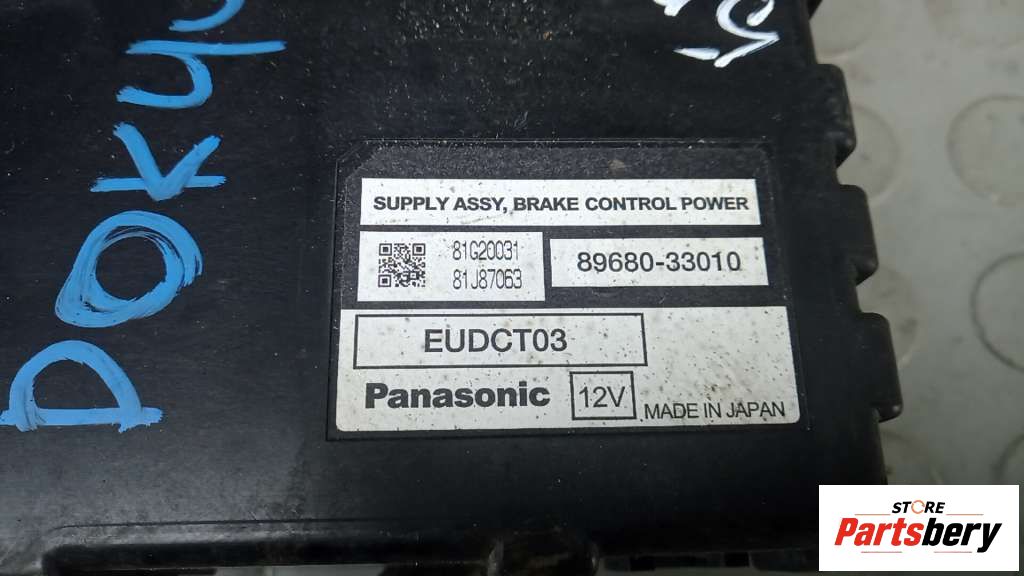 SUPPLY ASSY, BRAKE CONTROL POWER
81G20031
81J87063
89680-33010
EUDCT03
Panasonic
12V
MADE IN JAPAN
STORE
Partsbery